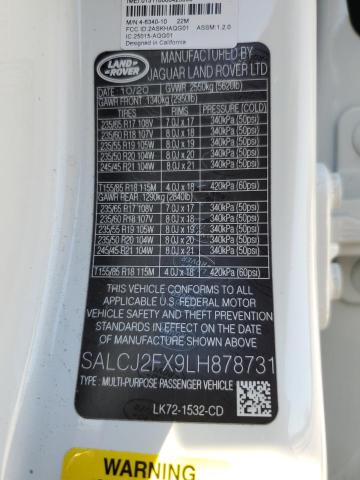 M/N 4-6340-10 22M
FCC ID:2ASKHAQG01 ASSM:1.2.0
IC:25015-AQG01
Designed in California
LAND ROVER
MANUFACTURED BY
JAGUAR LAND ROVER LTD
DATE 10/20 GVWR 2550kg (5620lb)
GAWR FRONT 1340kg (2950lb)
TIRES RIMS PRESSURE (COLD)
235/65 R17 108V 8.0J x 17 340kPa (50psi)
235/60 R18 107V 8.0J x 18 340kPa (50psi)
235/55 R19 105W 8.0J x 19 340kPa (50psi)
235/50 R20 104W 8.0J x 20 340kPa (50psi)
245/45 R21 104W 8.0J x 21 340kPa (50psi)
T155/85 R18 115M 4.0J x 18 420kPa (60psi)
GAWR REAR 1290kg (2840lb)
235/65 R17 108V 7.0J x 17 340kPa (50psi)
235/60 R18 107V 8.0J x 18 340kPa (50psi)
235/55 R19 105W 8.0J x 19 340kPa (50psi)
235/50 R20 104W 8.0J x 20 340kPa (50psi)
245/45 R21 104W 8.0J x 21 340kPa (50psi)
T155/85 R18 115M 4.0J x 18 420kPa (60psi)
THIS VEHICLE CONFORMS TO ALL
APPLICABLE U.S. FEDERAL MOTOR
VEHICLE SAFETY AND THEFT PREVENTION
STANDARDS IN EFFECT ON THE DATE OF
MANUFACTURE SHOWN ABOVE.
SALCJ2FX9LH878731
TYPE: MULTI-PURPOSE PASSENGER VEHICLE
LK72-1532-CD
WARNING